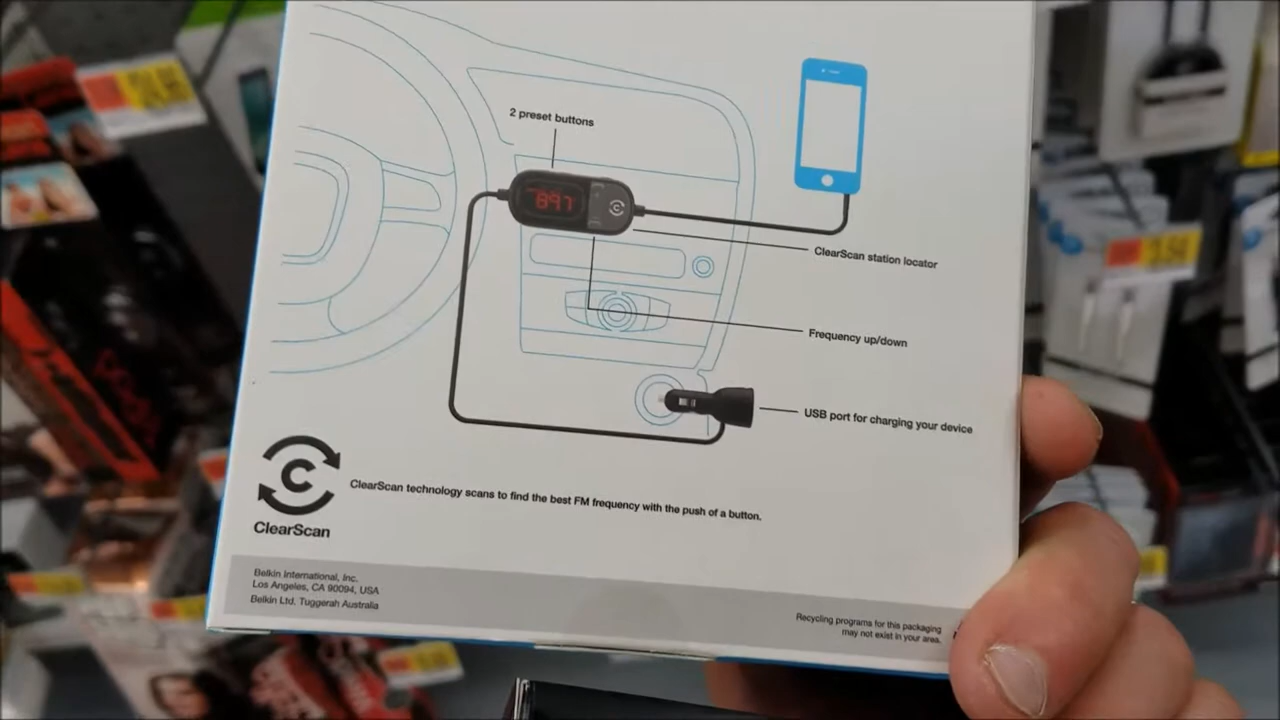 2 preset buttons
89.7
ClearScan station locator
Frequency up/down
USB port for charging your device
C
ClearScan technology scans to find the best FM frequency with the push of a button.
ClearScan
Belkin International, Inc.
Los Angeles, CA 90094, USA
Belkin Ltd. Tuggerah Australia
Recycling programs for this packaging
may not exist in your area.